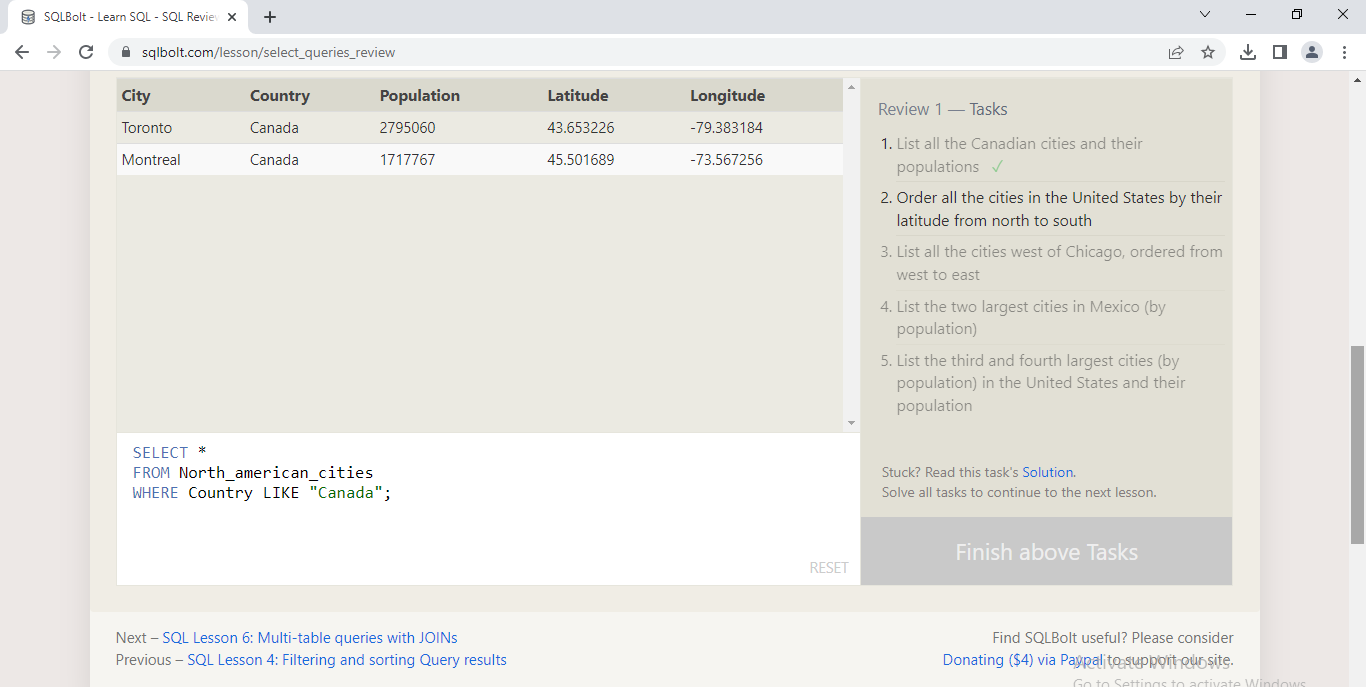 SQLBolt - Learn SQL - SQL Review
sqlbolt.com/lesson/select_queries_review
City Country Population Latitude Longitude
Toronto Canada 2795060 43.653226 -79.383184
Montreal Canada 1717767 45.501689 -73.567256
SELECT *
FROM North_american_cities
WHERE Country LIKE "Canada";
RESET
Review 1 — Tasks
1. List all the Canadian cities and their
populations ✓
2. Order all the cities in the United States by their
latitude from north to south
3. List all the cities west of Chicago, ordered from
west to east
4. List the two largest cities in Mexico (by
population)
5. List the third and fourth largest cities (by
population) in the United States and their
population
Stuck? Read this task's Solution.
Solve all tasks to continue to the next lesson.
Finish above Tasks
Next – SQL Lesson 6: Multi-table queries with JOINs
Previous – SQL Lesson 4: Filtering and sorting Query results
Find SQLBolt useful? Please consider
Donating ($4) via Paypal to support our site.
Activate Windows
Go to Settings to activate Windows.